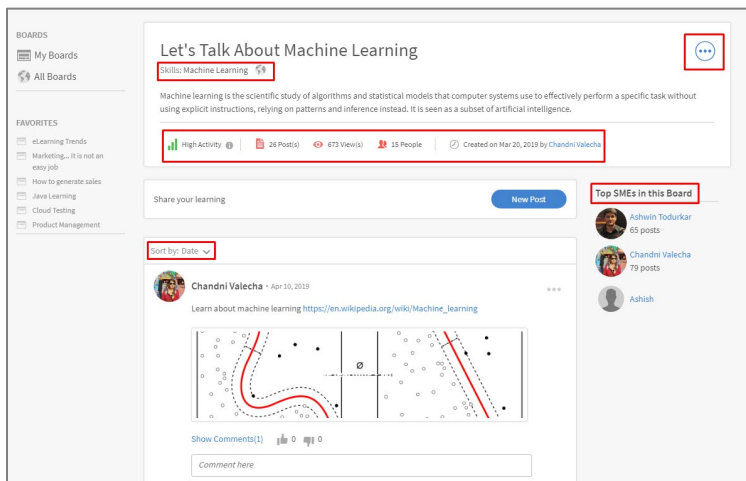 BOARDS
My Boards
All Boards
FAVORITES
eLearning Trends
Marketing... It is not an
easy job
How to generate sales
Java Learning
Cloud Testing
Product Management
Let's Talk About Machine Learning
Skills: Machine Learning
Machine learning is the scientific study of algorithms and statistical models that computer systems use to effectively perform a specific task without
using explicit instructions, relying on patterns and inference instead. It is seen as a subset of artificial intelligence.
High Activity
26 Post(s)
673 View(s)
15 People
Created on Mar 20, 2019 by Chandni
Valecha
Share your learning
New Post
Sort by: Date
Chandni Valecha • Apr 10, 2019
Learn about machine learning https://en.wikipedia.org/wiki/Machine_learning
Ø
Show Comments(1)
0
0
Comment here
Top SMEs in this Board
Ashwin Todurkar
65 posts
Chandni Valecha
79 posts
Ashish